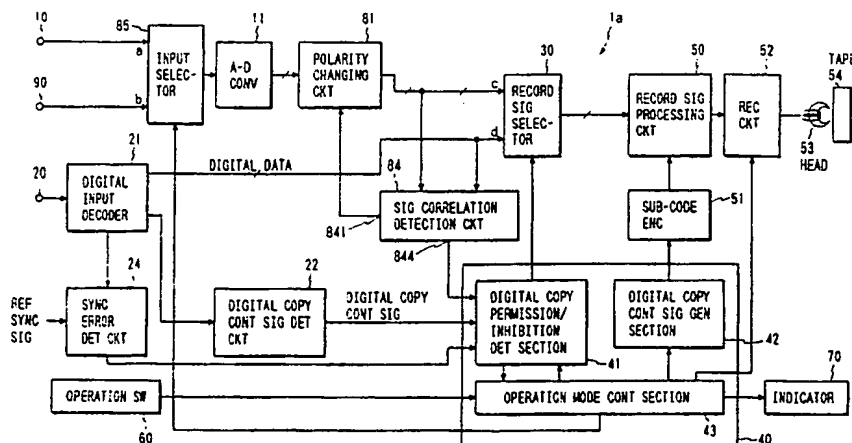 10
85
11
81
30
1a
50
52
TAPE
54
a
INPUT
SELEC-
TOR
A-D
CONV
POLARITY
CHANGING
CKT
c
RECORD
SIG
SELEC-
TOR
RECORD SIG
PROCESSING
CKT
REC
CKT
90
b
d
53
HEAD
20
21
DIGITAL
INPUT
DECODER
DIGITAL DATA
84
SIG CORRELATION
DETECTION CKT
841
844
SUB-CODE
ENC
51
REF
SYNC
SIG
24
SYNC
ERROR
DET CKT
22
DIGITAL COPY
CONT SIG DET
CKT
DIGITAL COPY
CONT SIG
DIGITAL COPY
PERMISSION/
INHIBITION
DET SECTION
41
DIGITAL COPY
CONT SIG GEN
SECTION
42
70
OPERATION SW
60
OPERATION MODE CONT SECTION
43
INDICATOR
40